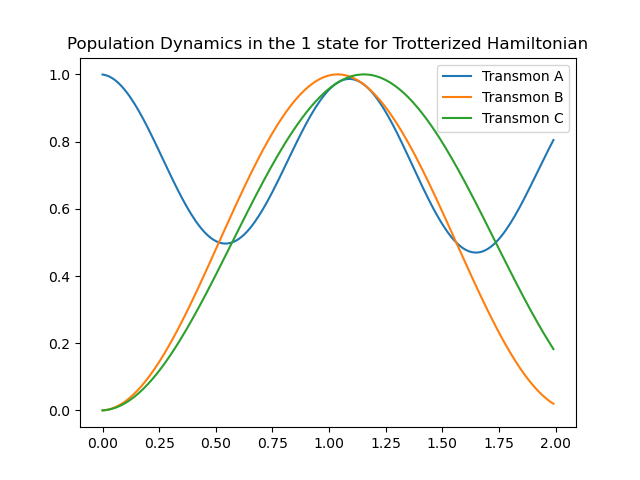 Population Dynamics in the 1 state for Trotterized Hamiltonian
Transmon A
Transmon B
Transmon C
1.0
0.8
0.6
0.4
0.2
0.0
0.00 0.25 0.50 0.75 1.00 1.25 1.50 1.75 2.00